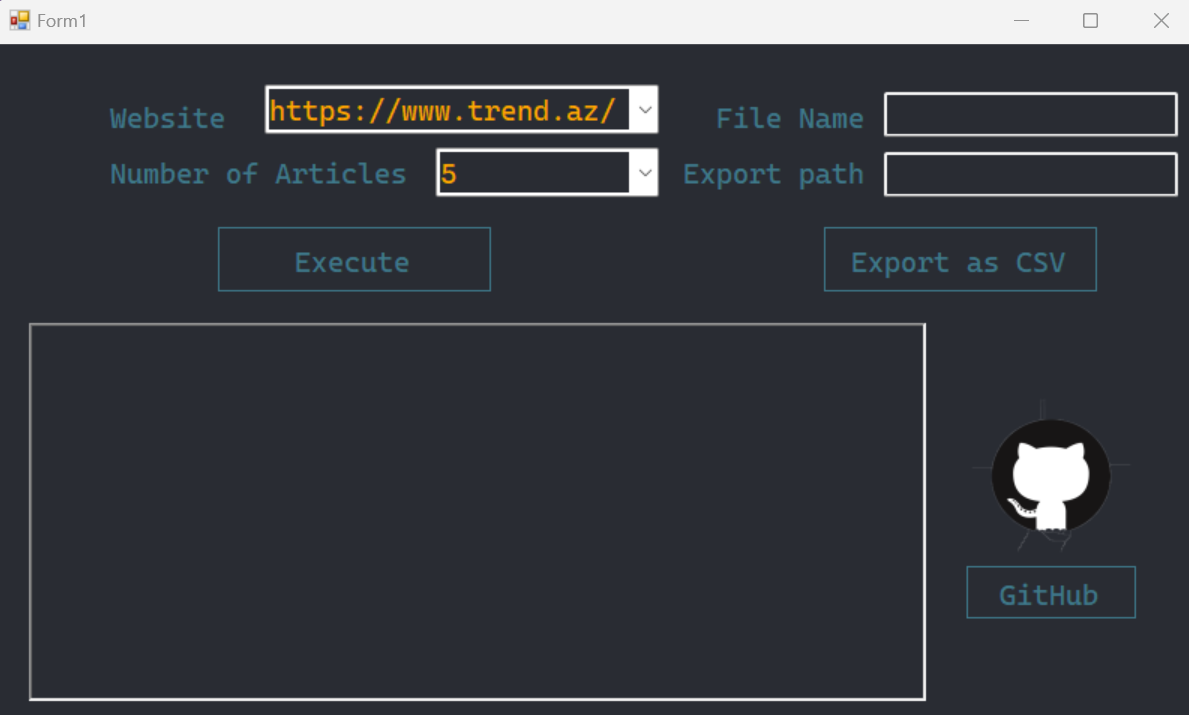 Form1
Website https://www.trend.az/ File Name
Number of Articles 5 Export path
Execute Export as CSV
GitHub